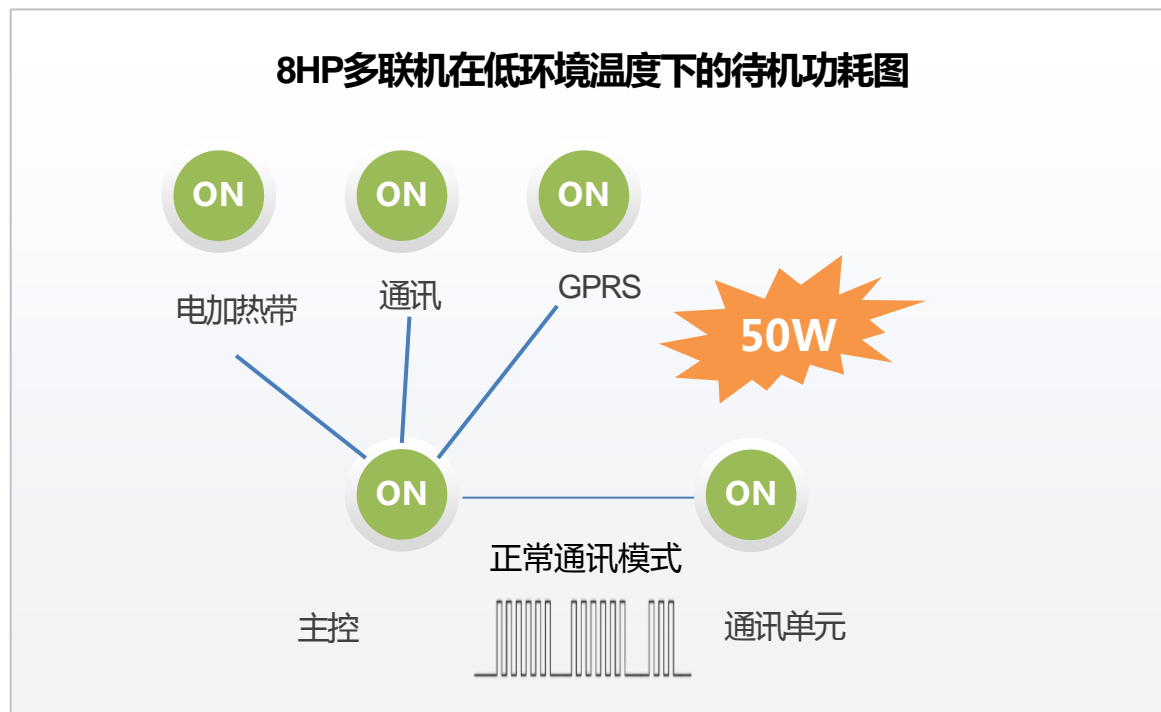 8HP多联机在低环境温度下的待机功耗图
ON
ON
ON
电加热带
通讯
GPRS
50W
ON
ON
正常通讯模式
主控
通讯单元